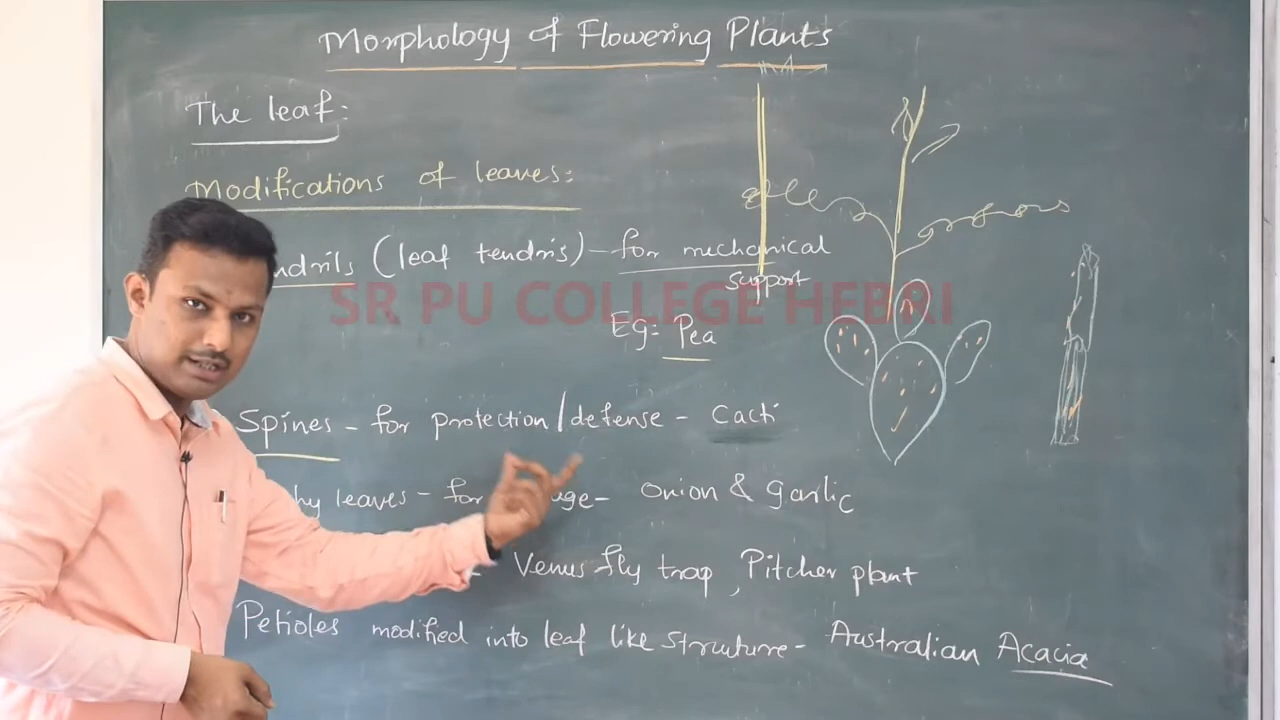 Morphology of Flowering Plants
The leaf:
Modifications of leaves:
ndrils (leaf tendrils) - for mechanical
support
SR PU COLLEGE HEBRI
Eg: Pea
Spines - for protection/defense - Cacti
hy leaves - for age - Onion & garlic
- Venus fly trap, Pitcher plant
Petioles modified into leaf like structure - Australian Acacia